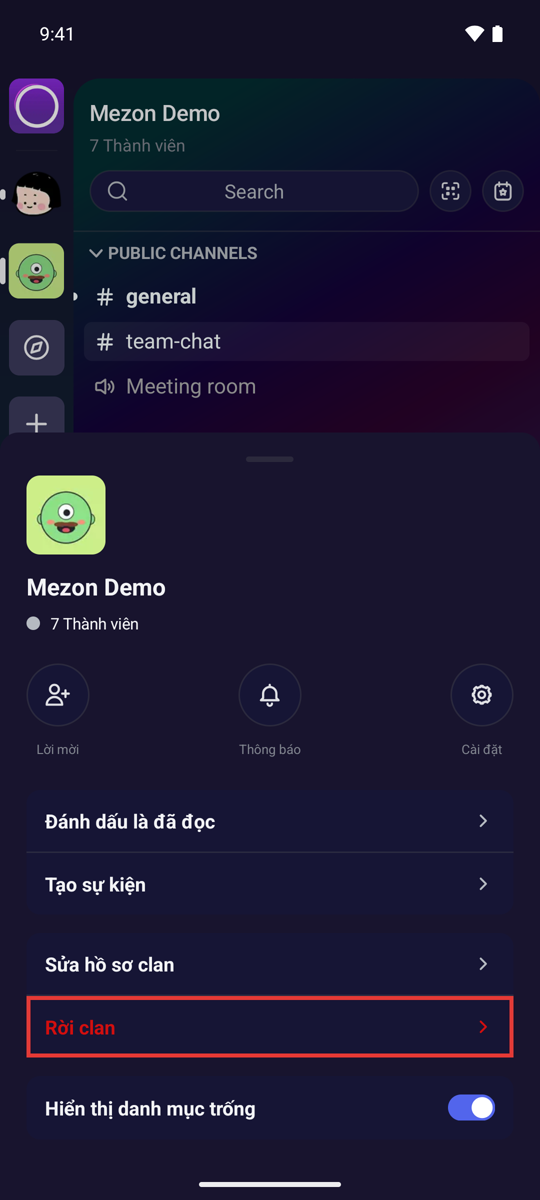 9:41
Mezon Demo
7 Thành viên
Search
PUBLIC CHANNELS
# general
# team-chat
Meeting room
Mezon Demo
7 Thành viên
Lời mời
Thông báo
Cài đặt
Đánh dấu là đã đọc
Tạo sự kiện
Sửa hồ sơ clan
Rời clan
Hiển thị danh mục trống